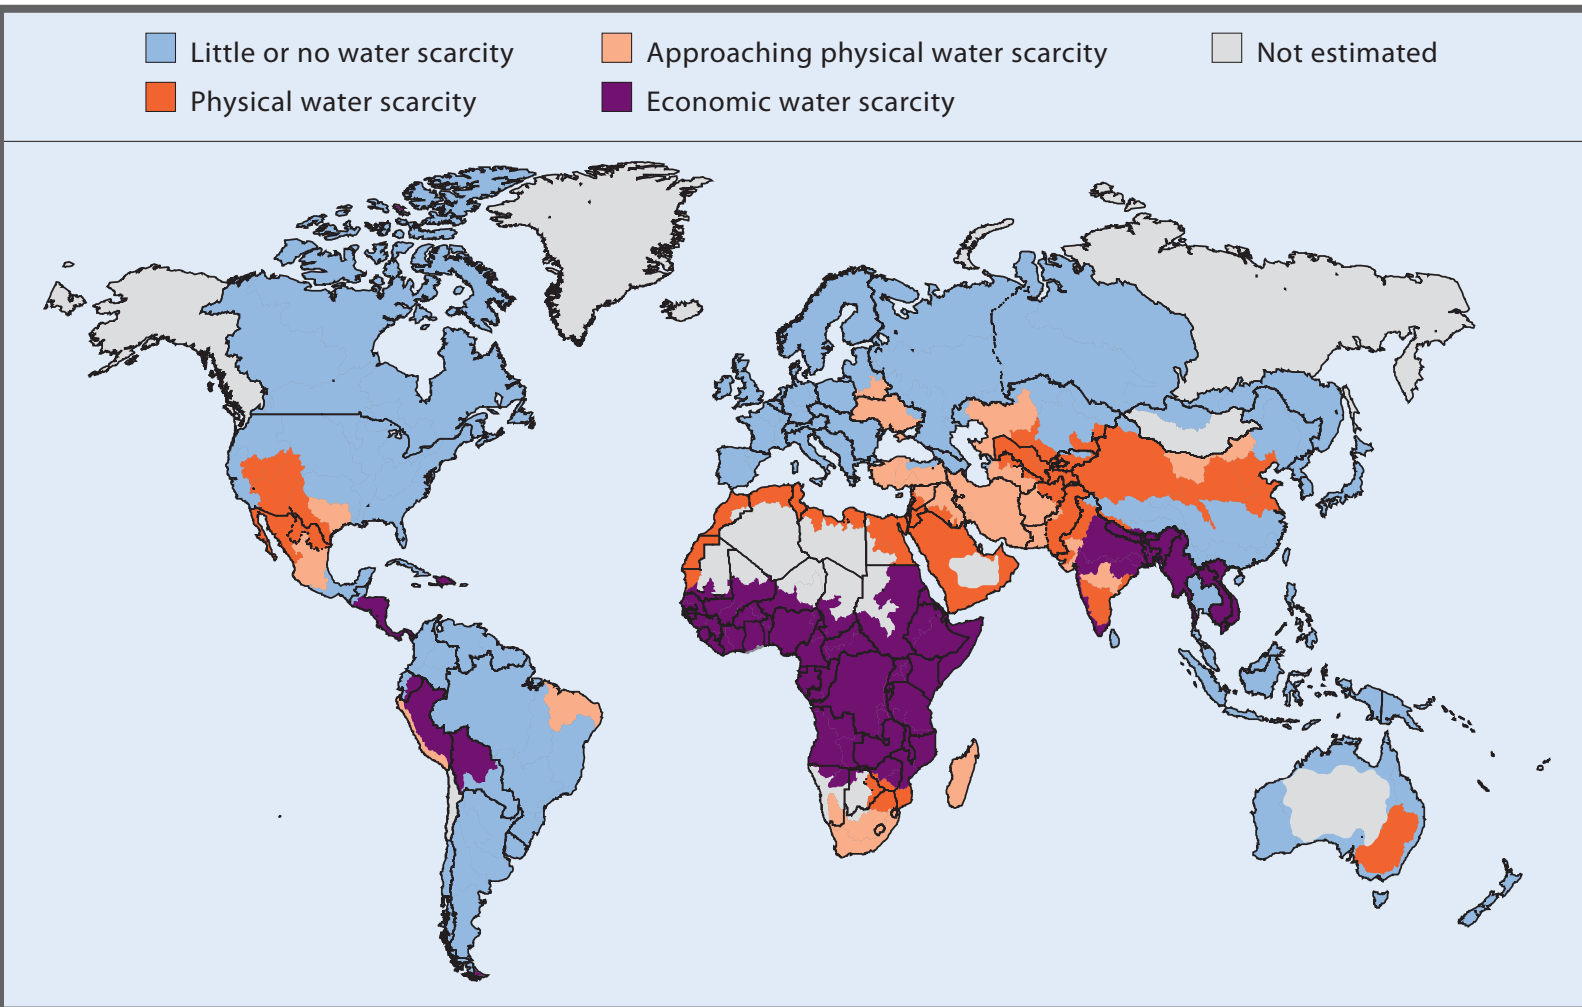 Little or no water scarcity
Approaching physical water scarcity
Not estimated
Physical water scarcity
Economic water scarcity